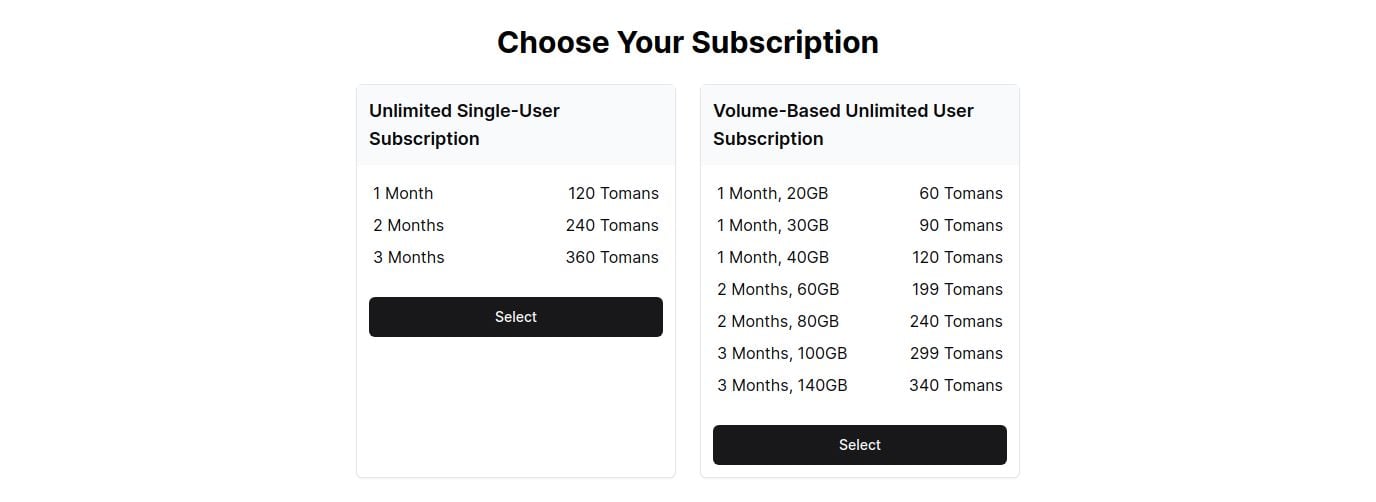 Choose Your Subscription
Unlimited Single-User
Subscription
1 Month 120 Tomans
2 Months 240 Tomans
3 Months 360 Tomans
Select
Volume-Based Unlimited User
Subscription
1 Month, 20GB 60 Tomans
1 Month, 30GB 90 Tomans
1 Month, 40GB 120 Tomans
2 Months, 60GB 199 Tomans
2 Months, 80GB 240 Tomans
3 Months, 100GB 299 Tomans
3 Months, 140GB 340 Tomans
Select